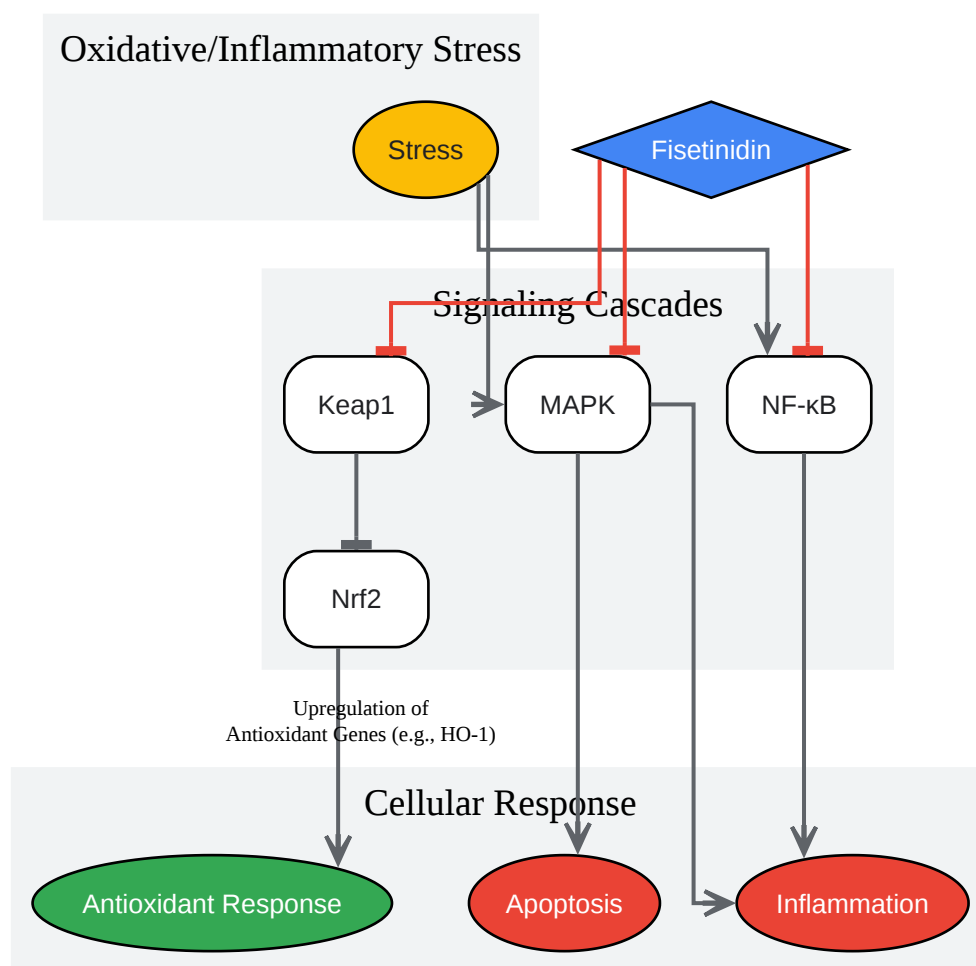 Oxidative/Inflammatory Stress
Stress
Fisetinidin
Signaling Cascades
Keap1
MAPK
NF-κB
Nrf2
Upregulation of
Antioxidant Genes (e.g., HO-1)
Cellular Response
Antioxidant Response
Apoptosis
Inflammation